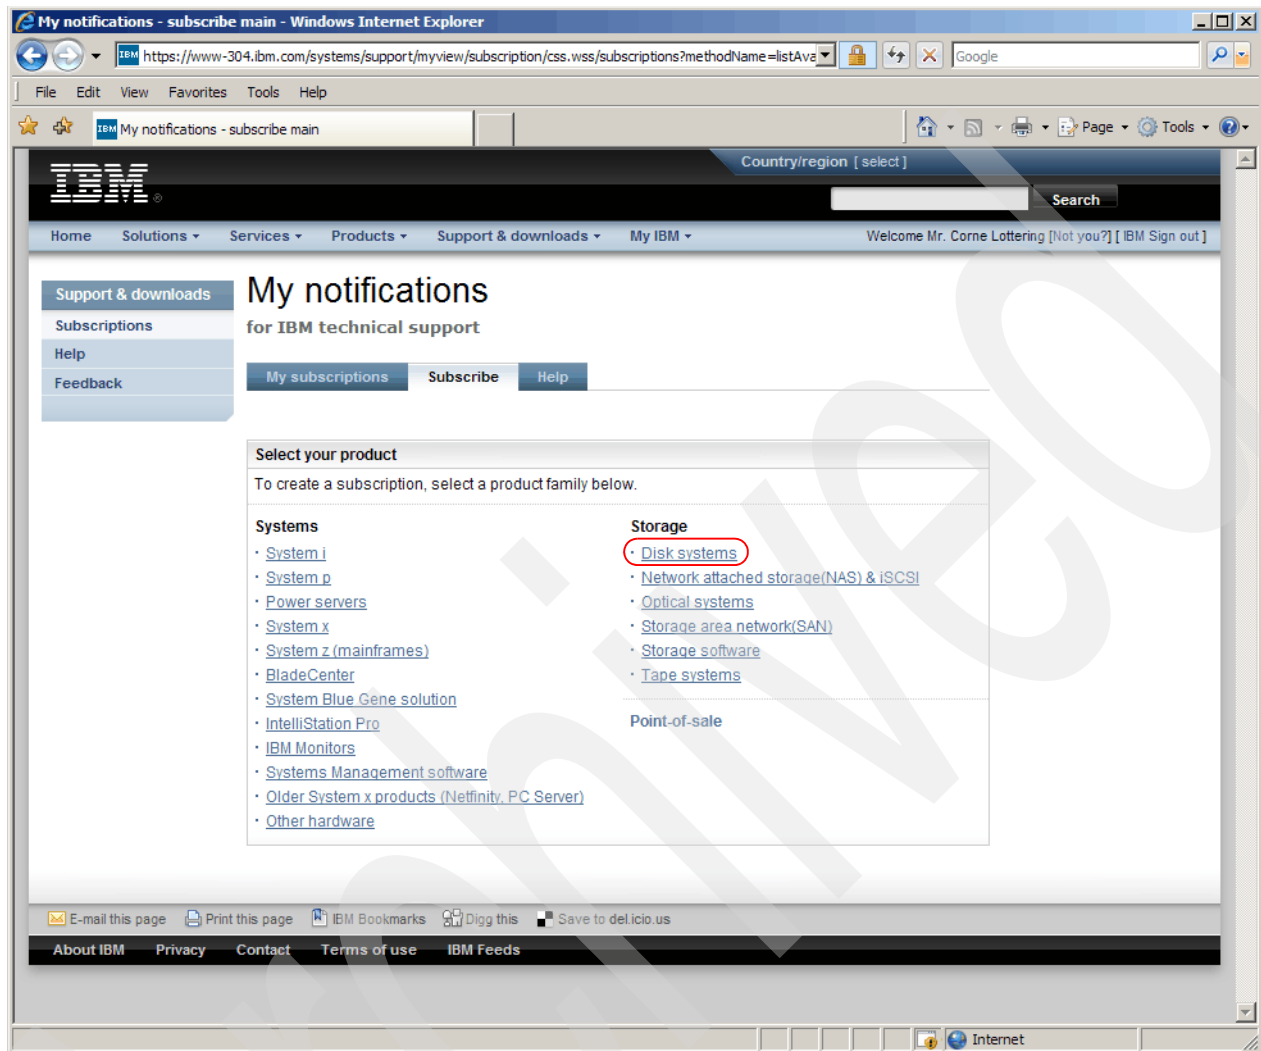 My notifications - subscribe main - Windows Internet Explorer
IBM https://www-304.ibm.com/systems/support/myview/subscription/css.wss/subscriptions?methodName=listAva
Google
File Edit View Favorites Tools Help
IBM My notifications - subscribe main
Page Tools
IBM®
Country/region [ select ]
Search
Home Solutions Services Products Support & downloads My IBM Welcome Mr. Corne Lottering [Not you?] [ IBM Sign out ]
Support & downloads
Subscriptions
Help
Feedback
My notifications
for IBM technical support
My subscriptions Subscribe Help
Select your product
To create a subscription, select a product family below.
Systems
· System i
· System p
· Power servers
· System x
· System z (mainframes)
· BladeCenter
· System Blue Gene solution
· IntelliStation Pro
· IBM Monitors
· Systems Management software
· Older System x products (Netfinity, PC Server)
· Other hardware
Storage
· Disk systems
· Network attached storage(NAS) & iSCSI
· Optical systems
· Storage area network(SAN)
· Storage software
· Tape systems
Point-of-sale
E-mail this page Print this page IBM Bookmarks Digg this Save to del.icio.us
About IBM Privacy Contact Terms of use IBM Feeds
Internet